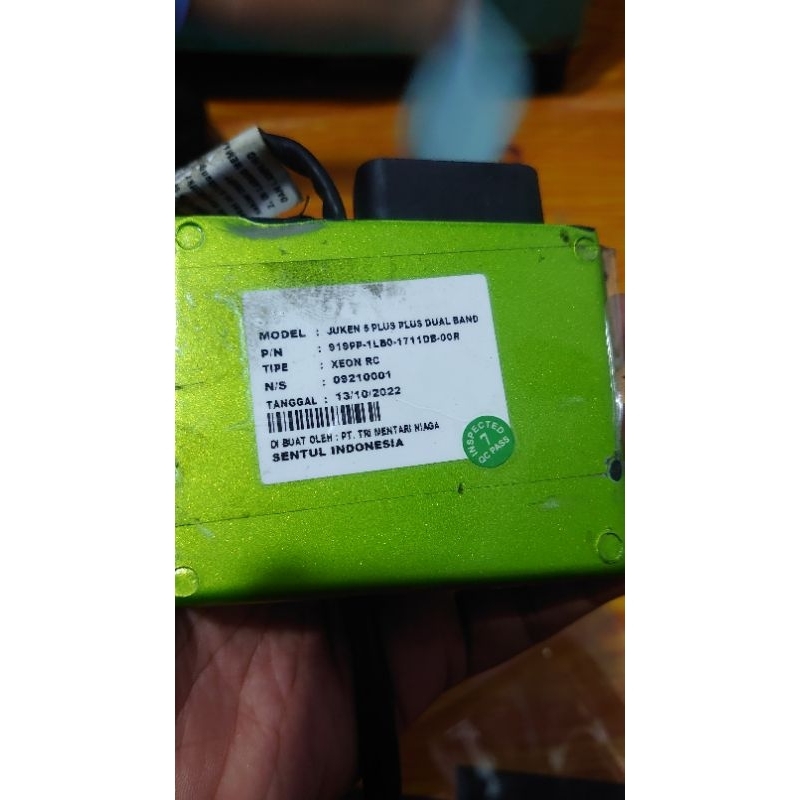 MODEL : JUKEN 5 PLUS PLUS DUAL BAND
P/N : 919PP-1LB0-1711DB-00R
TIPE : XEON RC
N/S : 09210001
TANGGAL : 13/10/2022
DI BUAT OLEH : PT. TRI MENTARI NIAGA
SENTUL INDONESIA
INSPECTED
7
QC PASS